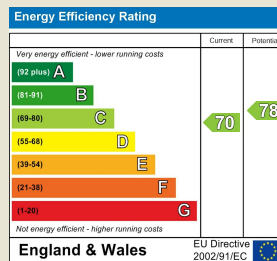 Energy Efficiency Rating
Current Potential
Very energy efficient - lower running costs
(92 plus) A
(81-91) B
(69-80) C
70
78
(55-68) D
(39-54) E
(21-38) F
(1-20) G
Not energy efficient - higher running costs
England & Wales
EU Directive
2002/91/EC